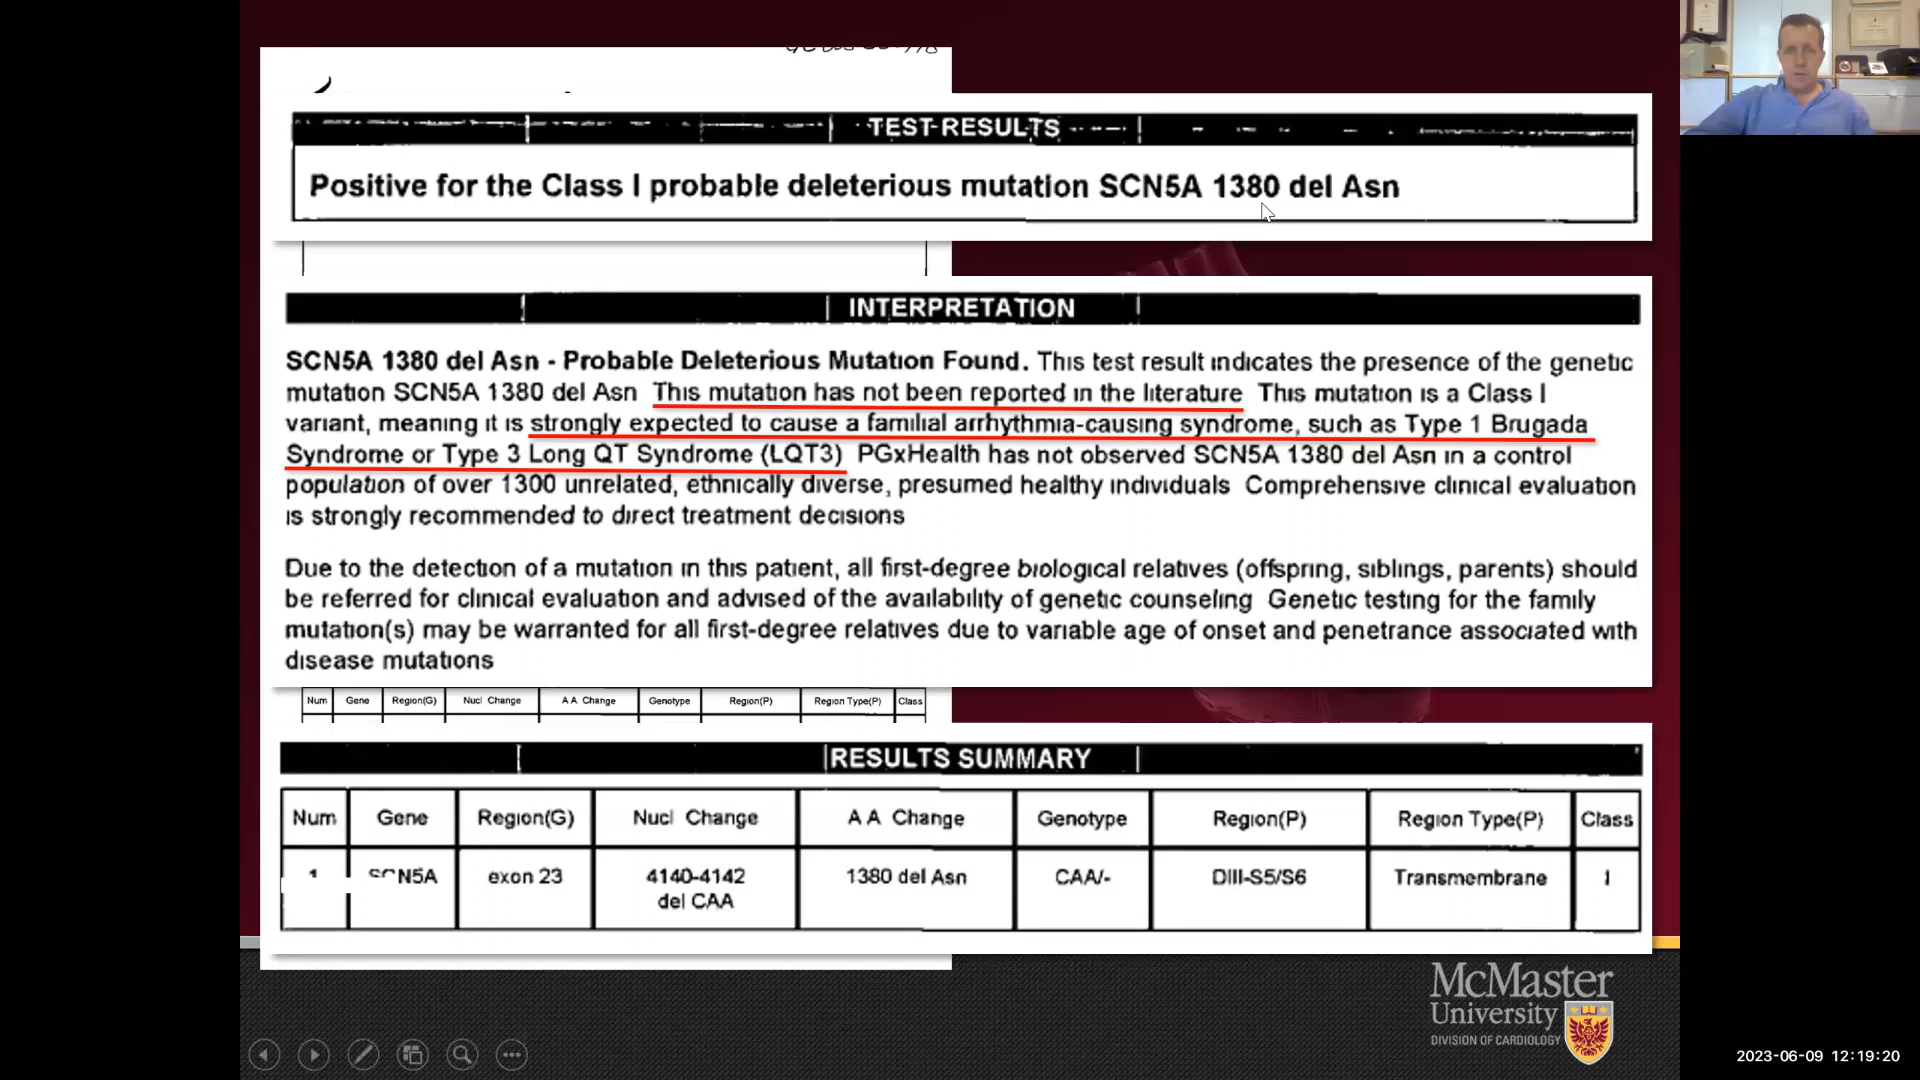 TEST RESULTS
Positive for the Class I probable deleterious mutation SCN5A 1380 del Asn
INTERPRETATION
SCN5A 1380 del Asn - Probable Deleterious Mutation Found. This test result indicates the presence of the genetic
mutation SCN5A 1380 del Asn This mutation has not been reported in the literature This mutation is a Class I
variant, meaning it is strongly expected to cause a familial arrhythmia-causing syndrome, such as Type 1 Brugada
Syndrome or Type 3 Long QT Syndrome (LQT3) PGxHealth has not observed SCN5A 1380 del Asn in a control
population of over 1300 unrelated, ethnically diverse, presumed healthy individuals Comprehensive clinical evaluation
is strongly recommended to direct treatment decisions
Due to the detection of a mutation in this patient, all first-degree biological relatives (offspring, siblings, parents) should
be referred for clinical evaluation and advised of the availability of genetic counseling Genetic testing for the family
mutation(s) may be warranted for all first-degree relatives due to variable age of onset and penetrance associated with
disease mutations
Num Gene Region(G) Nucl Change A A Change Genotype Region(P) Region Type(P) Class
RESULTS SUMMARY
Num Gene Region(G) Nucl Change A A Change Genotype Region(P) Region Type(P) Class
1 SCN5A exon 23 4140-4142 1380 del Asn CAA/- DIII-S5/S6 Transmembrane I
del CAA
McMaster
University
DIVISION OF CARDIOLOGY
2023-06-09 12:19:20